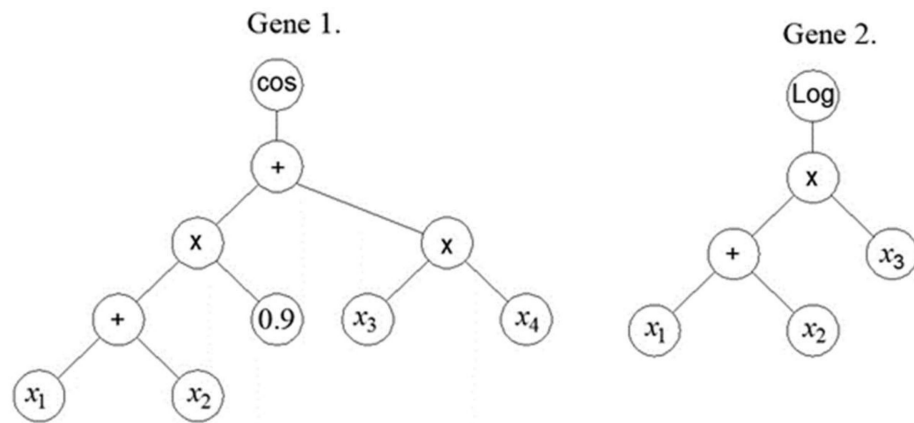 Gene 1.
Gene 2.
cos
Log
+
x
x
x
+
x₃
+
0.9
x₃
x₄
x₁
x₂
x₁
x₂